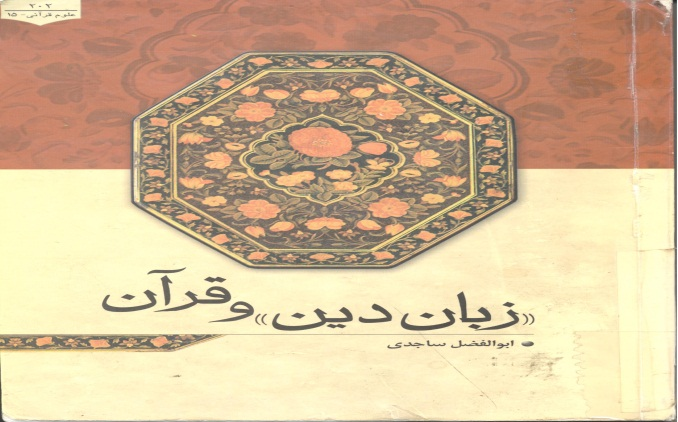 ۲۰۲
علوم قرآنی - ۱۵
((زبان دین)) و قرآن
ابوالفضل ساجدی